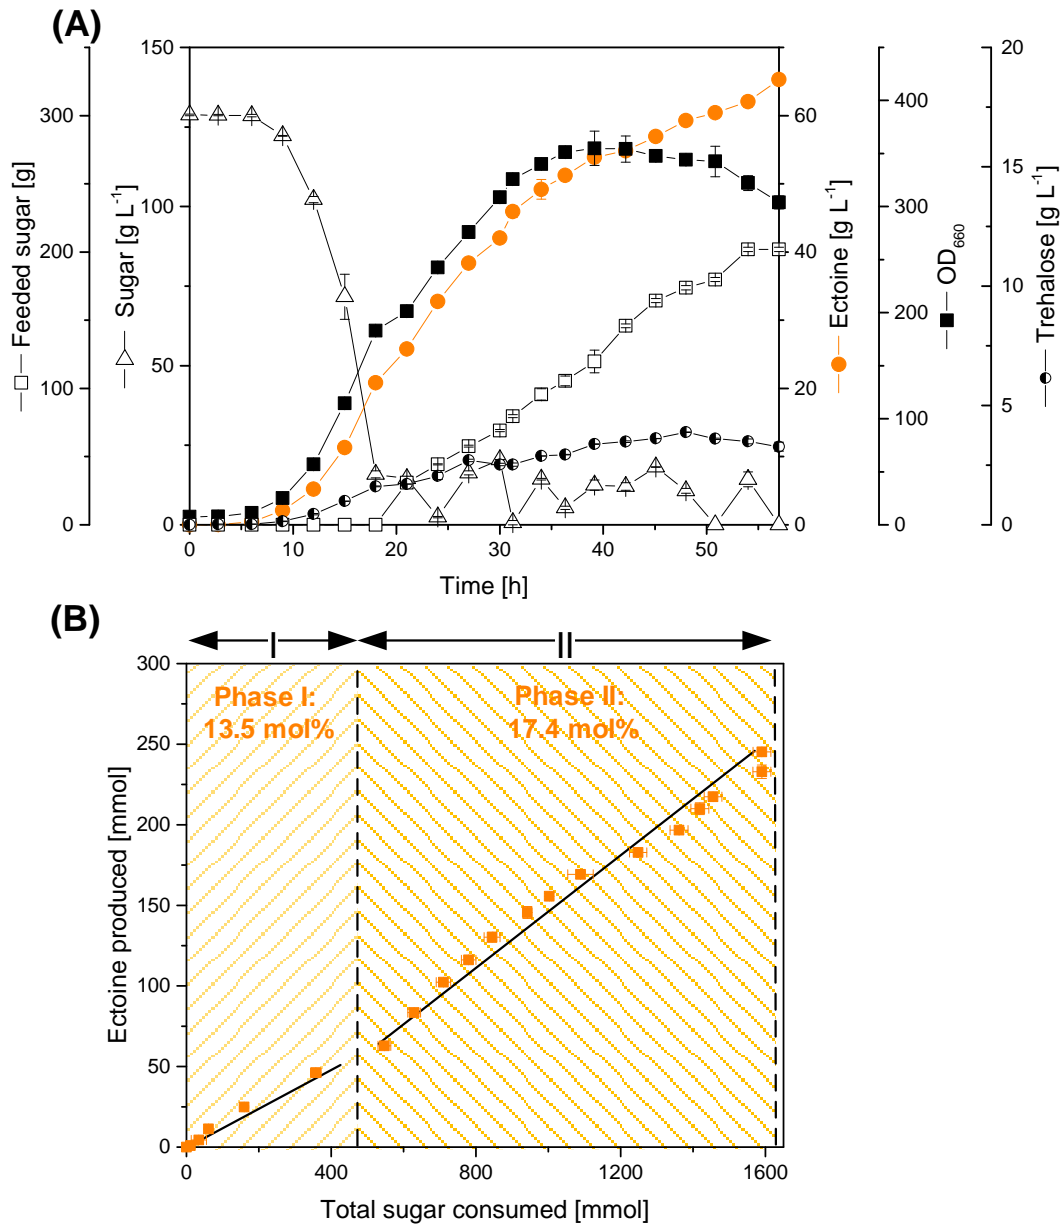 (A)
Feeded sugar [g]
0
100
200
300
Sugar [g L⁻¹]
0
50
100
150
0 10 20 30 40 50
Time [h]
0
20
40
60
Ectoine [g L⁻¹]
0
100
200
300
400
OD₆₆₀
0
5
10
15
20
Trehalose [g L⁻¹]
(B)
I II
Phase I:
13.5 mol%
Phase II:
17.4 mol%
Ectoine produced [mmol]
300
250
200
150
100
50
0
0 400 800 1200 1600
Total sugar consumed [mmol]